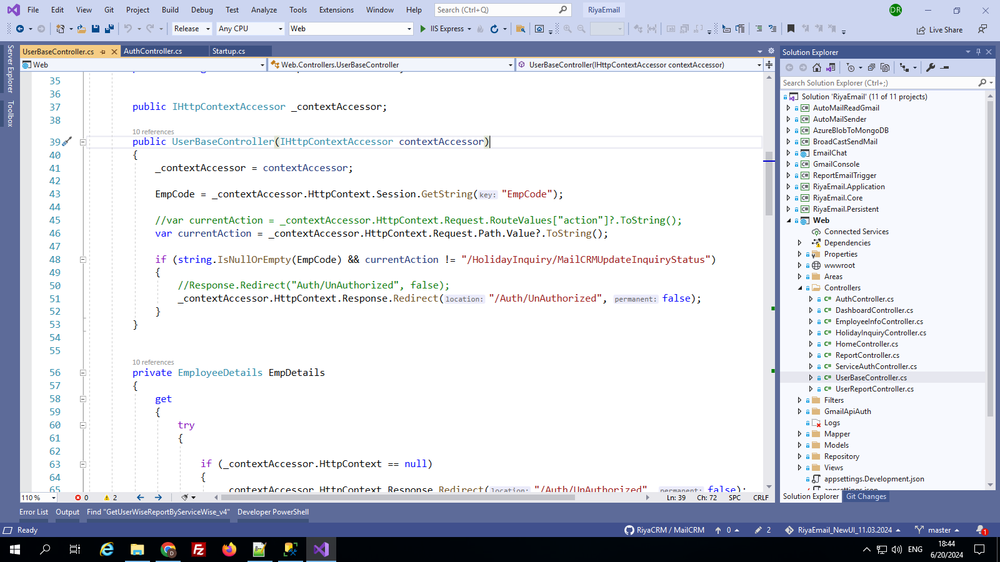 File Edit View Git Project Build Debug Test Analyze Tools Extensions Window Help Search (Ctrl+Q) RiyaEmail DR
Release Any CPU Web IIS Express Live Share
Server Explorer
Toolbox
UserBaseController.cs AuthController.cs Startup.cs
Web Web.Controllers.UserBaseController UserBaseController(IHttpContextAccessor contextAccessor)
35
36
37 public IHttpContextAccessor _contextAccessor;
38
10 references
39 public UserBaseController(IHttpContextAccessor contextAccessor)
40 {
41 _contextAccessor = contextAccessor;
42
43 EmpCode = _contextAccessor.HttpContext.Session.GetString(key: "EmpCode");
44
45 //var currentAction = _contextAccessor.HttpContext.Request.RouteValues["action"]?.ToString();
46 var currentAction = _contextAccessor.HttpContext.Request.Path.Value?.ToString();
47
48 if (string.IsNullOrEmpty(EmpCode) && currentAction != "/HolidayInquiry/MailCRMUpdateInquiryStatus")
49 {
50 //Response.Redirect("Auth/UnAuthorized", false);
51 _contextAccessor.HttpContext.Response.Redirect(location: "/Auth/UnAuthorized", permanent: false);
52 }
53 }
54
55
10 references
56 private EmployeeDetails EmpDetails
57 {
58 get
59 {
60 try
61 {
62
63 if (_contextAccessor.HttpContext == null)
64 {
65 _contextAccessor.HttpContext.Response.Redirect(location: "/Auth/UnAuthorized", permanent: false);
110 % 0 2 Ln: 39 Ch: 72 SPC CRLF
Error List Output Find "GetUserWiseReportByServiceWise_v4" Developer PowerShell
Solution Explorer
Search Solution Explorer (Ctrl+;)
Solution 'RiyaEmail' (11 of 11 projects)
AutoMailReadGmail
AutoMailSender
AzureBlobToMongoDB
BroadCastSendMail
EmailChat
GmailConsole
ReportEmailTrigger
RiyaEmail.Application
RiyaEmail.Core
RiyaEmail.Persistent
Web
Connected Services
Dependencies
Properties
wwwroot
Areas
Controllers
C# AuthController.cs
C# DashboardController.cs
C# EmployeeInfoController.cs
C# HolidayInquiryController.cs
C# HomeController.cs
C# ReportController.cs
C# ServiceAuthController.cs
C# UserBaseController.cs
C# UserReportController.cs
Filters
GmailApiAuth
Logs
Mapper
Models
Repository
Views
appsettings.Development.json
appsettings.json
Solution Explorer Git Changes
Ready RiyaCRM / MailCRM 0 2 RiyaEmail_NewUI_11.03.2024 master 1
ENG 18:44
6/20/2024